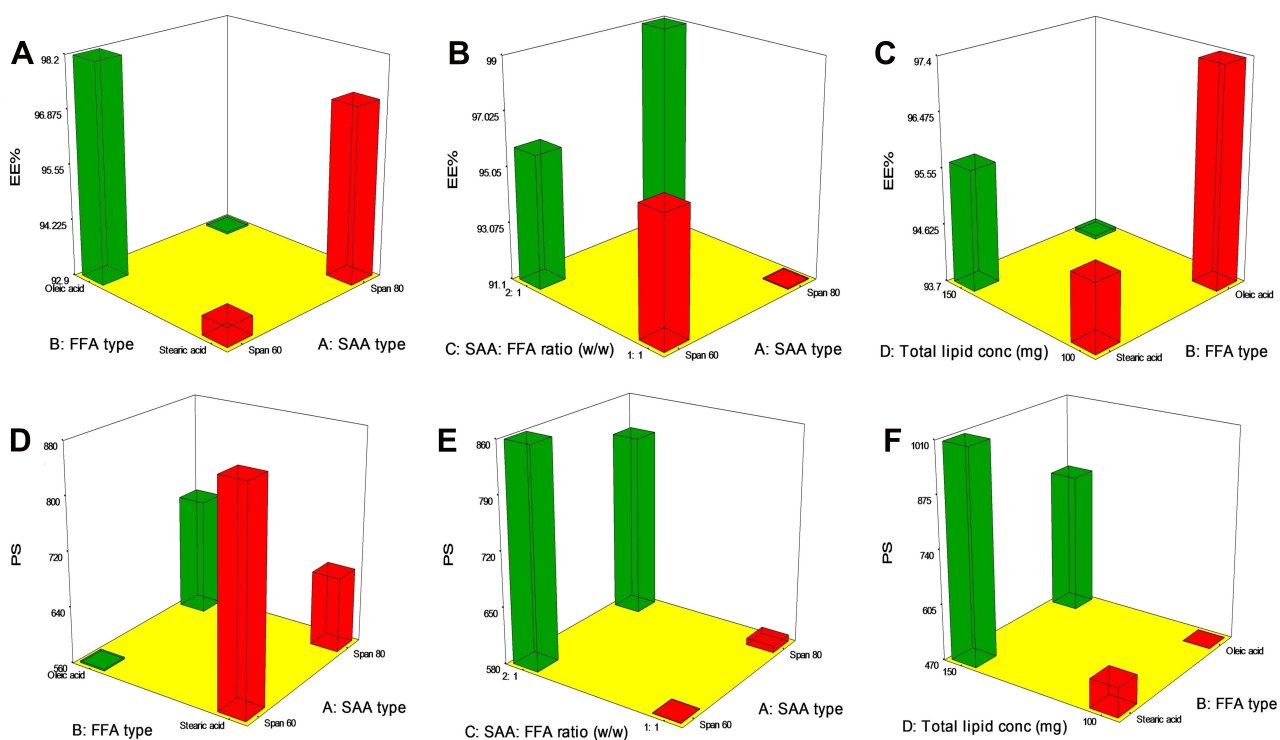 A
98.2
96.875
95.55
94.225
92.9
EE%
Oleic acid
Stearic acid
Span 60
Span 80
B: FFA type
A: SAA type
B
99
97.025
95.05
93.075
91.1
EE%
2: 1
1: 1
Span 60
Span 80
C: SAA: FFA ratio (w/w)
A: SAA type
C
97.4
96.475
95.55
94.625
93.7
EE%
150
100
Stearic acid
Oleic acid
D: Total lipid conc (mg)
B: FFA type
D
880
800
720
640
560
PS
Oleic acid
Stearic acid
Span 60
Span 80
B: FFA type
A: SAA type
E
860
790
720
650
580
PS
2: 1
1: 1
Span 60
Span 80
C: SAA: FFA ratio (w/w)
A: SAA type
F
1010
875
740
605
470
PS
150
100
Stearic acid
Oleic acid
D: Total lipid conc (mg)
B: FFA type